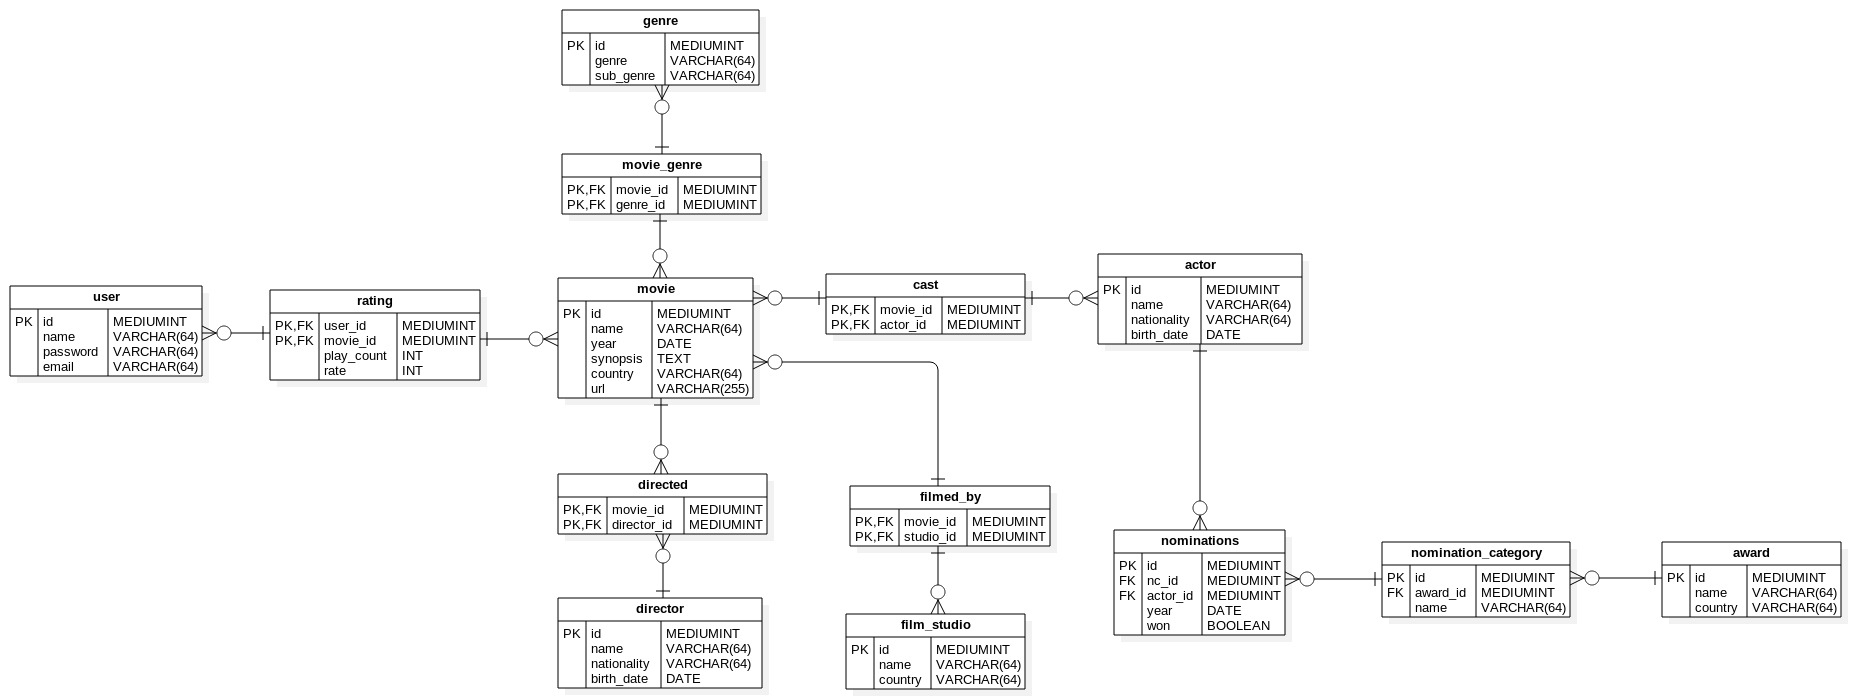 genre
PK id MEDIUMINT
genre VARCHAR(64)
sub_genre VARCHAR(64)
movie_genre
PK,FK movie_id MEDIUMINT
PK,FK genre_id MEDIUMINT
user
PK id MEDIUMINT
name VARCHAR(64)
password VARCHAR(64)
email VARCHAR(64)
rating
PK,FK user_id MEDIUMINT
PK,FK movie_id MEDIUMINT
play_count INT
rate INT
movie
PK id MEDIUMINT
name VARCHAR(64)
year DATE
synopsis TEXT
country VARCHAR(64)
url VARCHAR(255)
cast
PK,FK movie_id MEDIUMINT
PK,FK actor_id MEDIUMINT
actor
PK id MEDIUMINT
name VARCHAR(64)
nationality VARCHAR(64)
birth_date DATE
directed
PK,FK movie_id MEDIUMINT
PK,FK director_id MEDIUMINT
filmed_by
PK,FK movie_id MEDIUMINT
PK,FK studio_id MEDIUMINT
nominations
PK id MEDIUMINT
FK nc_id MEDIUMINT
FK actor_id MEDIUMINT
year DATE
won BOOLEAN
nomination_category
PK id MEDIUMINT
FK award_id MEDIUMINT
name VARCHAR(64)
award
PK id MEDIUMINT
name VARCHAR(64)
country VARCHAR(64)
director
PK id MEDIUMINT
name VARCHAR(64)
nationality VARCHAR(64)
birth_date DATE
film_studio
PK id MEDIUMINT
name VARCHAR(64)
country VARCHAR(64)